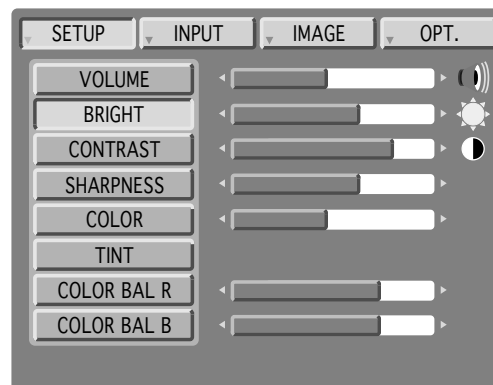 SETUP INPUT IMAGE OPT.
VOLUME
BRIGHT
CONTRAST
SHARPNESS
COLOR
TINT
COLOR BAL R
COLOR BAL B